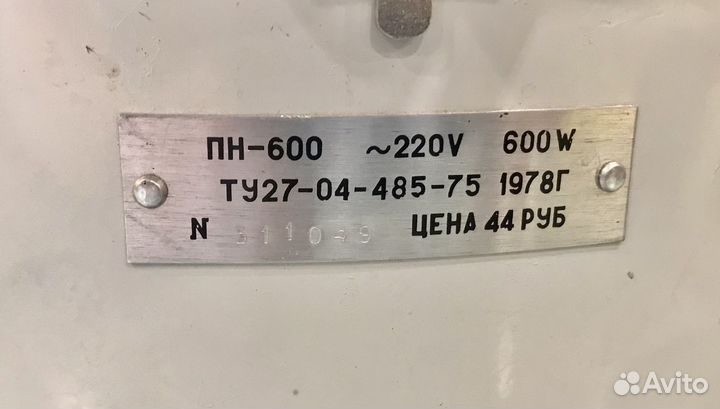 ПН-600 ~220V 600W
ТУ27-04-485-75 1978Г
N ЦЕНА 44 РУБ
Avito